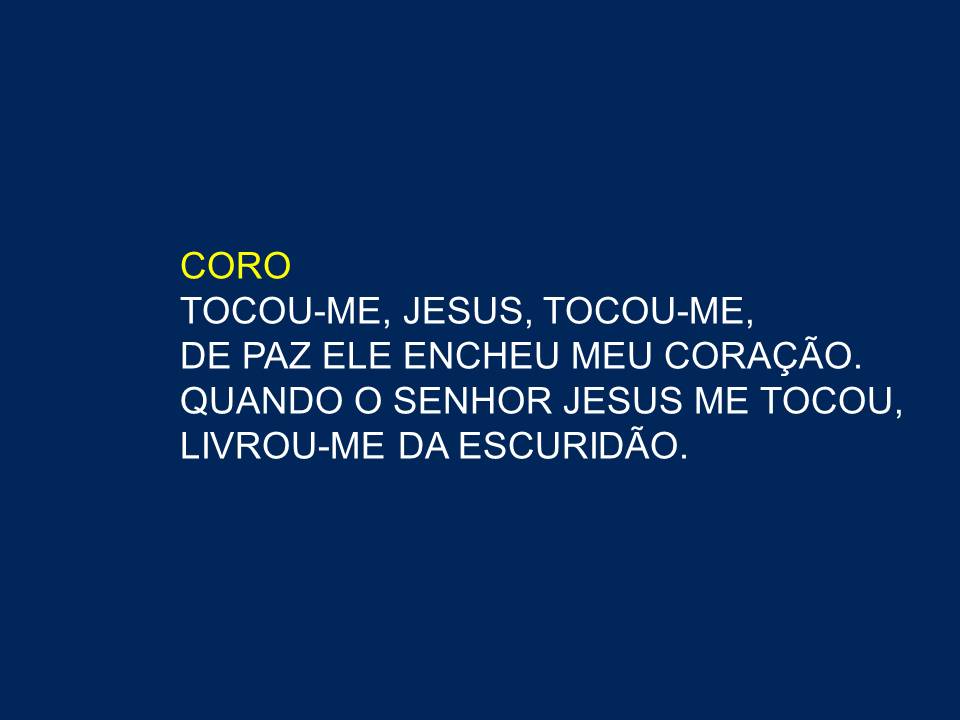 CORO
TOCOU-ME, JESUS, TOCOU-ME,
DE PAZ ELE ENCHEU MEU CORAÇÃO.
QUANDO O SENHOR JESUS ME TOCOU,
LIVROU-ME DA ESCURIDÃO.